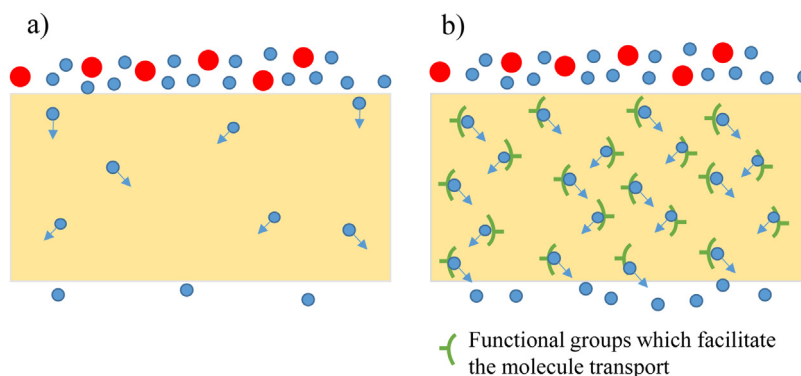 a)
b)
Functional groups which facilitate
the molecule transport